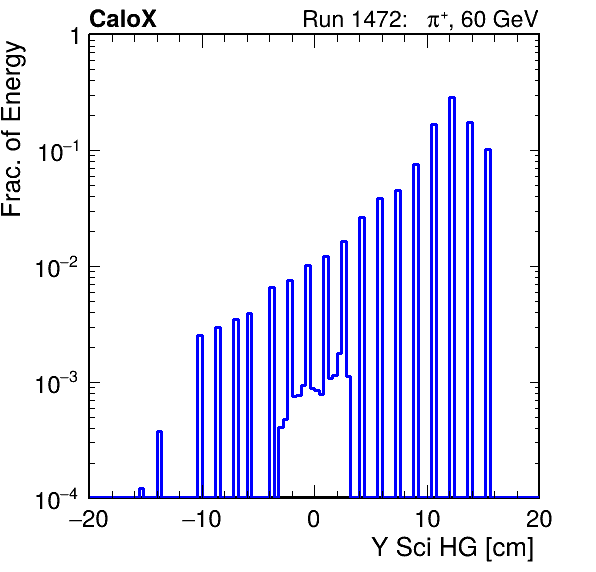 CaloX Run 1472: π⁺, 60 GeV
Frac. of Energy
1
10⁻¹
10⁻²
10⁻³
10⁻⁴
−20 −10 0 10 20
Y Sci HG [cm]